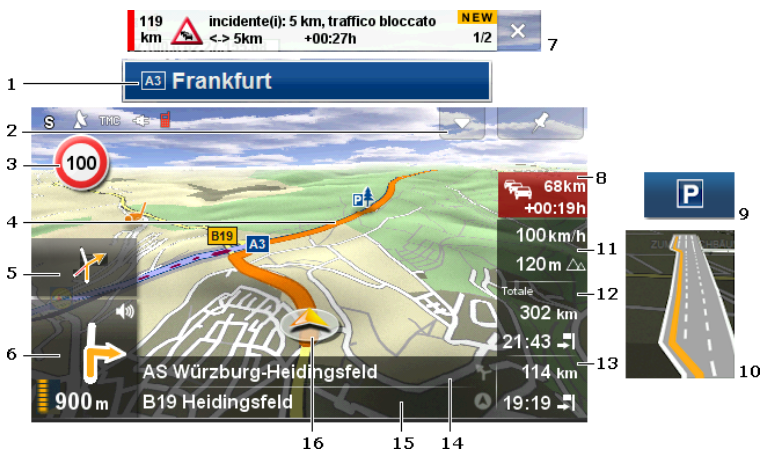 119 km
incidente(i): 5 km, traffico bloccato
NEW
<-> 5km +00:27h
1/2
7
1
A3 Frankfurt
2
S TMC
3
100
8
68km
+00:19h
P
9
P
4
B19
A3
100km/h
11
120m
5
Totale
12
302 km
21:43
6
AS Würzburg-Heidingsfeld
114 km
13
10
900m
B19 Heidingsfeld
19:19
16
15
14